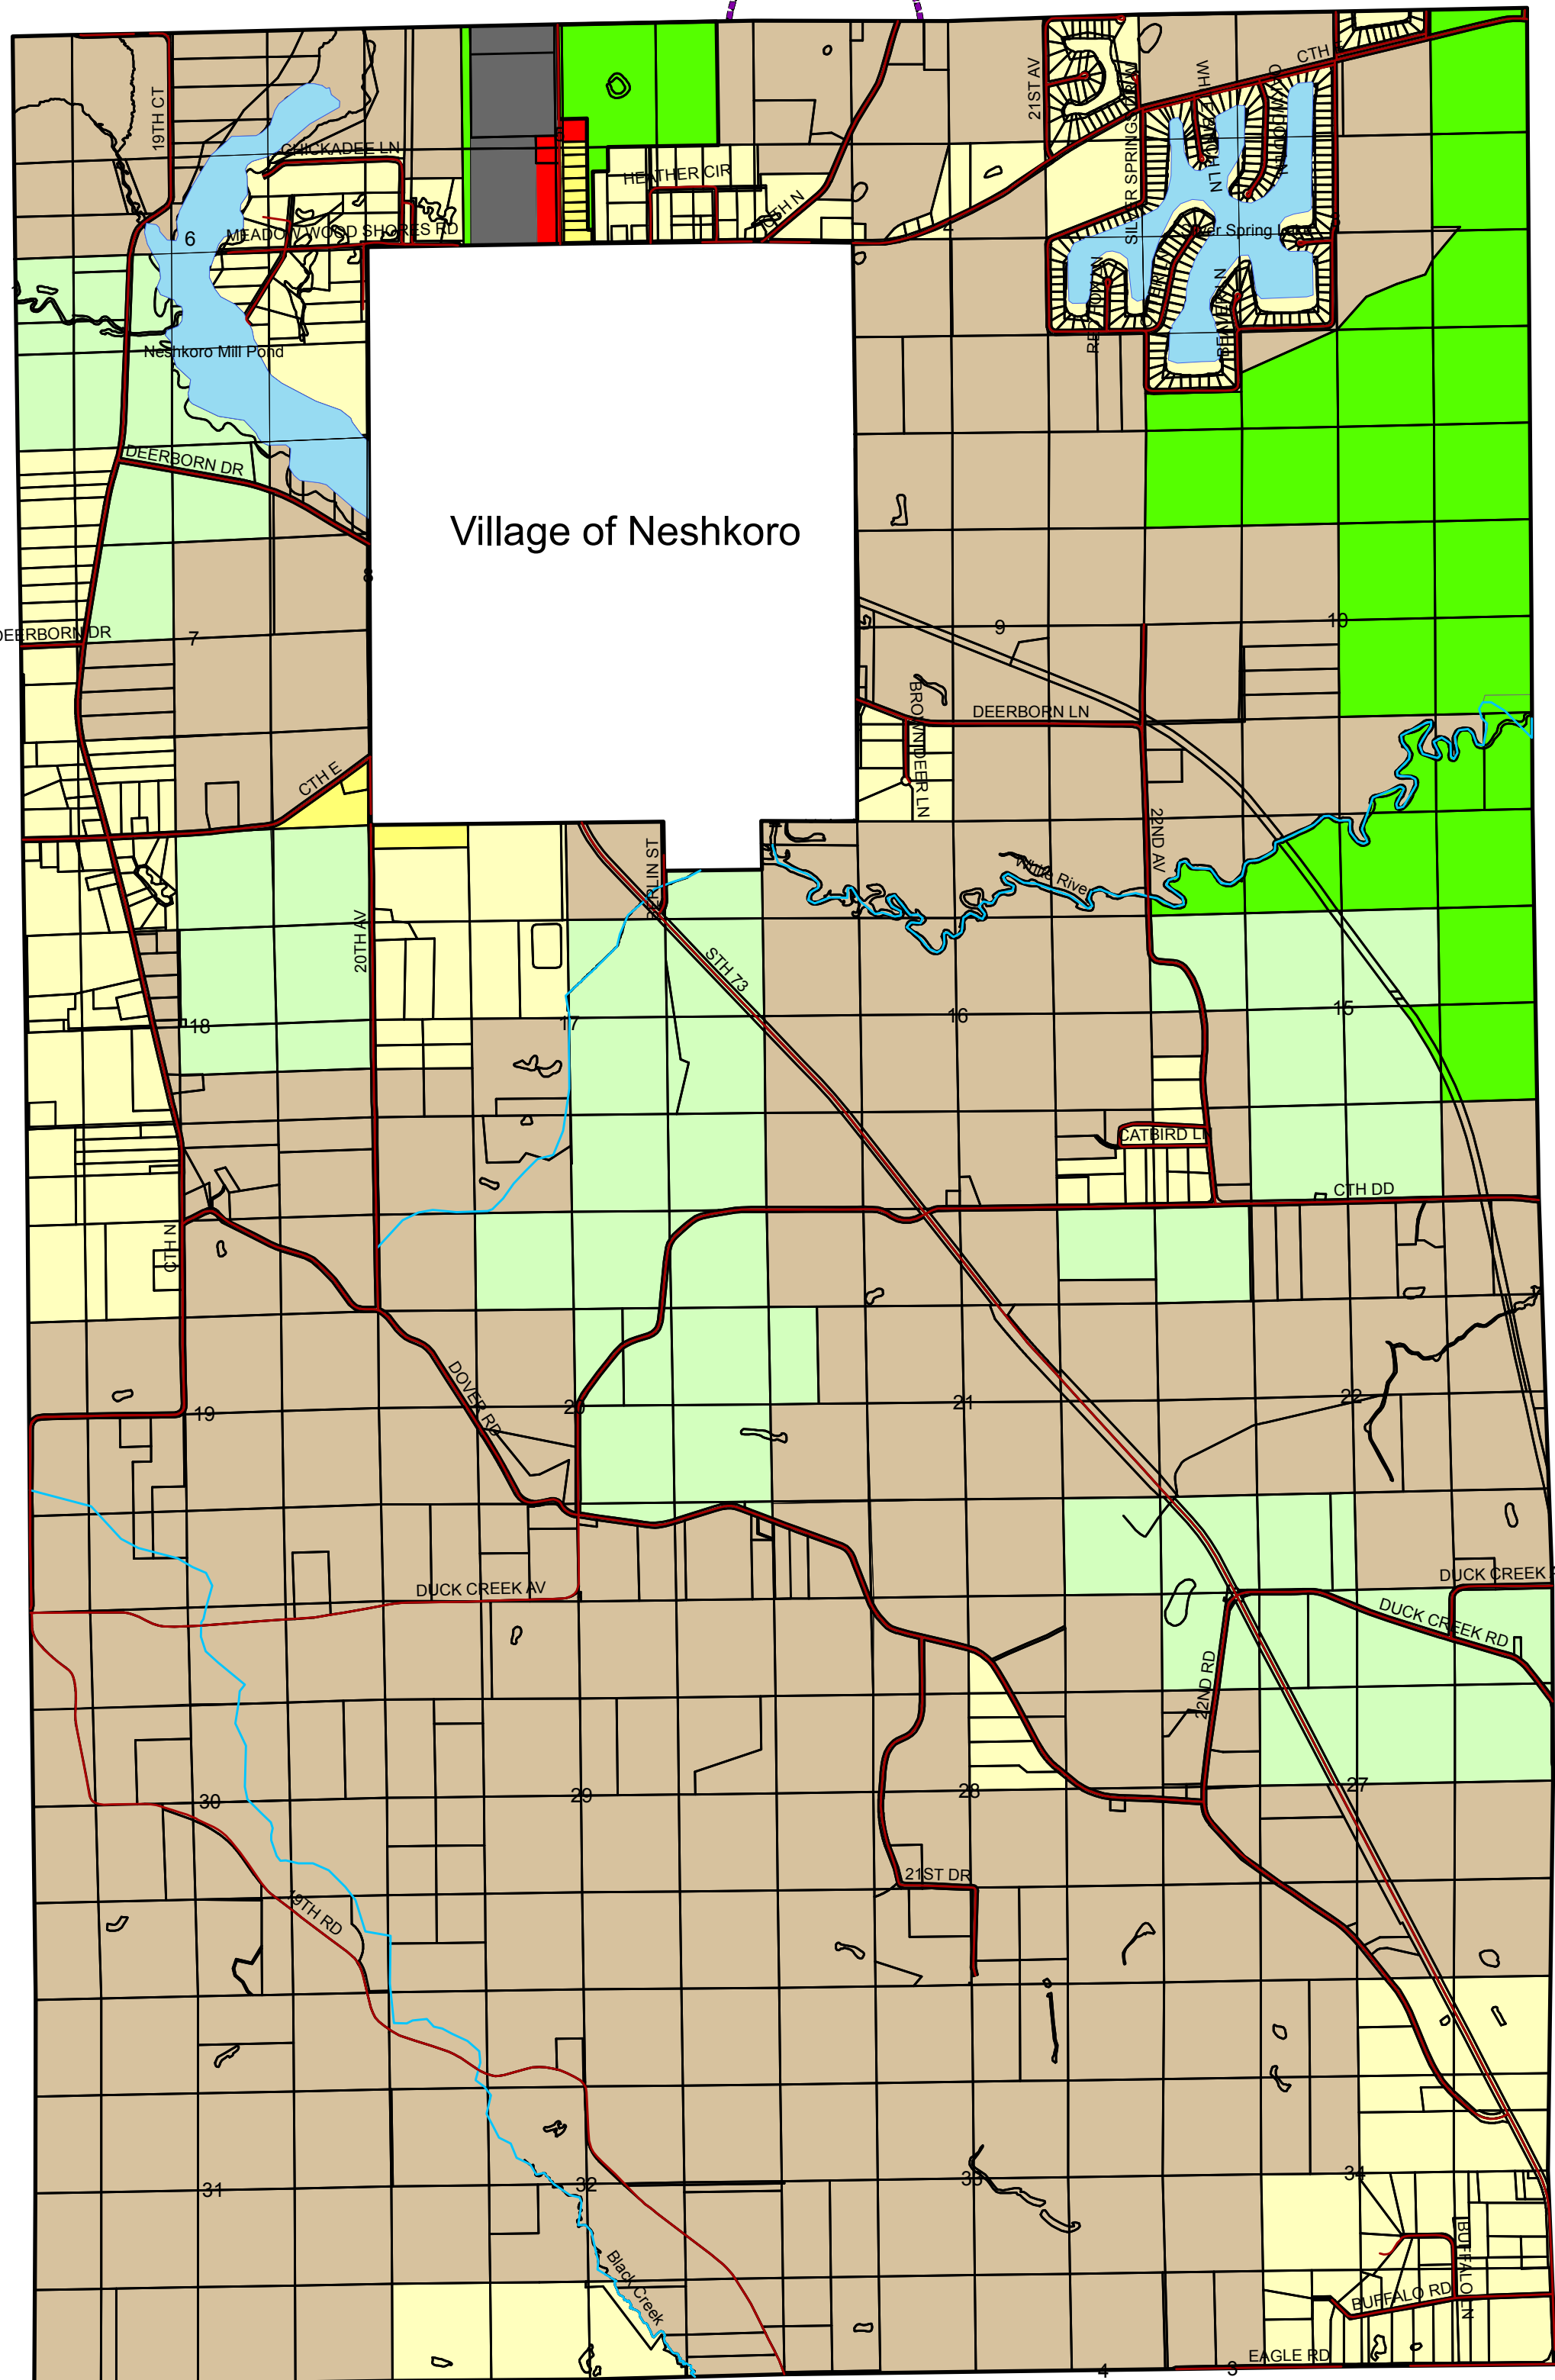 CTH
21ST AV
19TH CT
CHICKADEE LN
HEATHER CIR
CTH N
MEADOW WOOD SHORES RD
6
4
Neshkoro Mill Pond
DEERBORN DR
Village of Neshkoro
8
9
10
DEERBORN DR
7
BROWN DEER LN
DEERBORN LN
CTH E
22ND AV
BERLIN ST
White River
20TH AV
STH 73
18
17
16
15
CATBIRD LN
CTH DD
CTH N
DOVER RD
19
20
21
22
DUCK CREEK AV
DUCK CREEK
DUCK CREEK RD
22ND RD
30
29
28
27
21ST DR
19TH RD
31
32
33
34
Black Creek
BUFFALO LN
BUFFALO RD
EAGLE RD
4
3